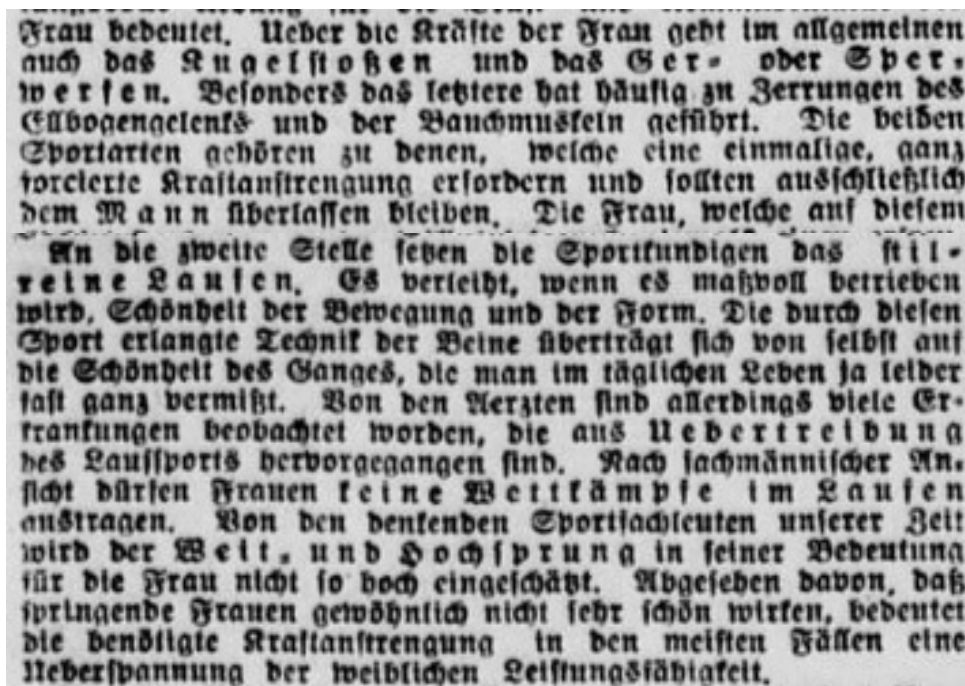 Frau bedeutet. Ueber die Kräfte der Frau geht im allgemeinen
auch das Kugelstoßen und das Ger- oder Sper-
werfen. Besonders das letztere hat häufig zu Zerrungen des
Ellbogengelenks und der Bauchmuskeln geführt. Die beiden
Sportarten gehören zu denen, welche eine einmalige, ganz
forcierte Kraftanstrengung erfordern und sollten ausschließlich
dem Mann überlassen bleiben. Die Frau, welche auf diesem
An die zweite Stelle setzen die Sportkundigen das stil-
reine Laufen. Es verleiht, wenn es maßvoll betrieben
wird, Schönheit der Bewegung und der Form. Die durch diesen
Sport erlangte Technik der Beine überträgt sich von selbst auf
die Schönheit des Ganges, die man im täglichen Leben ja leider
fast ganz vermißt. Von den Aerzten sind allerdings viele Er-
krankungen beobachtet worden, die aus Uebertreibung
des Laufsports hervorgegangen sind. Nach fachmännischer An-
sicht dürfen Frauen keine Wettkämpfe im Laufen
austragen. Von den denkenden Sportfachleuten unserer Zeit
wird der Weit- und Hochsprung in seiner Bedeutung
für die Frau nicht so hoch eingeschätzt. Abgesehen davon, daß
springende Frauen gewöhnlich nicht sehr schön wirken, bedeutet
die benötigte Kraftanstrengung in den meisten Fällen eine
Ueberspannung der weiblichen Leistungsfähigkeit.